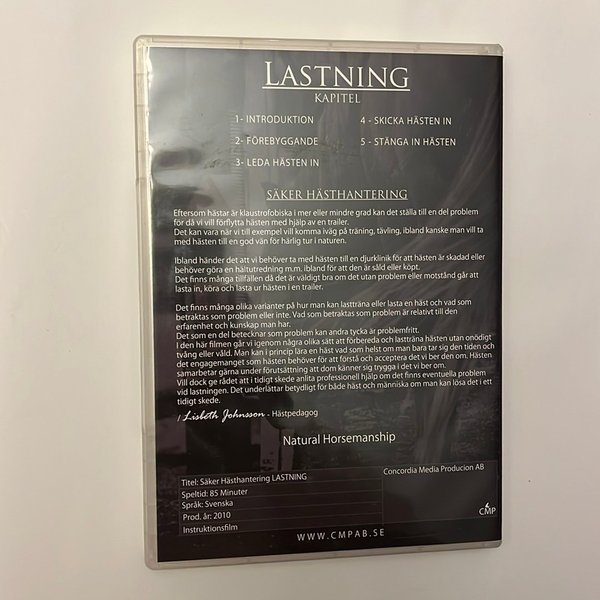 LASTNING
KAPITEL
1- INTRODUKTION
2- FÖREBYGGANDE
3- LEDA HÄSTEN IN
4 - SKICKA HÄSTEN IN
5 - STÄNGA IN HÄSTEN
SÄKER HÄSTHANTERING
Eftersom hästar är klaustrofobiska i mer eller mindre grad kan det ställa till en del problem
för då vi vill förflytta hästen med hjälp av en trailer.
Det kan vara när vi till exempel vill komma iväg på träning, tävling, ibland kanske man vill ta
med hästen till en god vän för härlig tur i naturen.
Ibland händer det att vi behöver ta med hästen till en djurklinik för att hästen är skadad eller
behöver göra en hältutredning m.m. ibland för att den är såld eller köpt.
Det finns många tillfällen då det är väldigt bra om det utan problem eller motstånd går att
lasta in, köra och lasta ur hästen i en trailer.
Det finns många olika varianter på hur man kan lastträna eller lasta en häst och vad som
betraktas som problem eller inte. Vad som betraktas som problem är relativt till den
erfarenhet och kunskap man har.
Det som en del betecknar som problem kan andra tycka är problemfritt.
I den här filmen går vi igenom några olika sätt att förbereda och lastträna hästen utan onödigt
tvång eller våld. Man kan i princip lära en häst vad som helst om man bara tar sig den tiden och
det engagemanget som hästen behöver för att förstå och acceptera det vi ber den om. Hästen
samarbetar gärna under förutsättning att dom känner sig trygga i det vi ber om.
Vill dock ge rådet att i tidigt skede anlita professionell hjälp om det finns eventuella problem
vid lastningen. Det underlättar betydligt för både häst och människa om man kan lösa det i ett
tidigt skede.
/ Lisbeth Johnsson - Hästpedagog
Natural Horsemanship
Titel: Säker Hästhantering LASTNING
Speltid: 85 Minuter
Språk: Svenska
Prod. år: 2010
Instruktionsfilm
Concordia Media Producion AB
CMP
WWW.CMPAB.SE